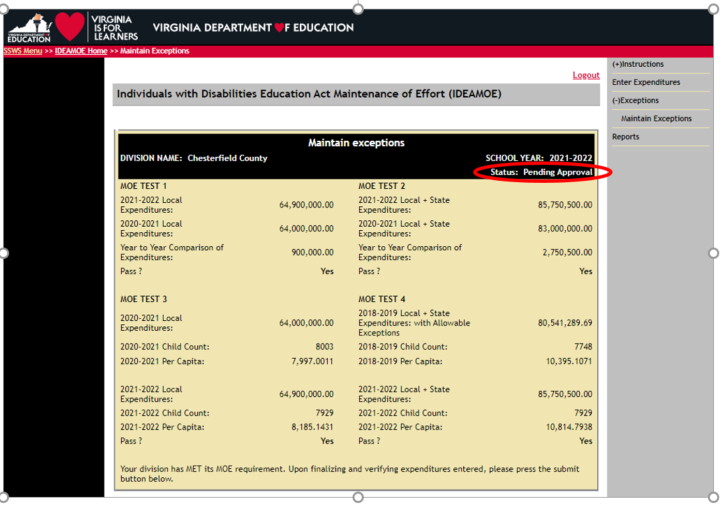 VIRGINIA
IS FOR
LEARNERS
VIRGINIA DEPARTMENT OF EDUCATION
EDUCATION
SSWS Menu >> IDEAMOE Home >> Maintain Exceptions
(+)Instructions
Enter Expenditures
(-)Exceptions
Maintain Exceptions
Reports
Logout
Individuals with Disabilities Education Act Maintenance of Effort (IDEAMOE)
Maintain exceptions
DIVISION NAME: Chesterfield County SCHOOL YEAR: 2021-2022
Status: Pending Approval
MOE TEST 1 MOE TEST 2
2021-2022 Local Expenditures: 64,900,000.00 2021-2022 Local + State Expenditures: 85,750,500.00
2020-2021 Local Expenditures: 64,000,000.00 2020-2021 Local + State Expenditures: 83,000,000.00
Year to Year Comparison of Expenditures: 900,000.00 Year to Year Comparison of Expenditures: 2,750,500.00
Pass ? Yes Pass ? Yes
MOE TEST 3 MOE TEST 4
2020-2021 Local Expenditures: 64,000,000.00 2018-2019 Local + State Expenditures: with Allowable Exceptions 80,541,289.69
2020-2021 Child Count: 8003 2018-2019 Child Count: 7748
2020-2021 Per Capita: 7,997.0011 2018-2019 Per Capita: 10,395.1071
2021-2022 Local Expenditures: 64,900,000.00 2021-2022 Local + State Expenditures: 85,750,500.00
2021-2022 Child Count: 7929 2021-2022 Child Count: 7929
2021-2022 Per Capita: 8,185.1431 2021-2022 Per Capita: 10,814.7938
Pass ? Yes Pass ? Yes
Your division has MET its MOE requirement. Upon finalizing and verifying expenditures entered, please press the submit
button below.